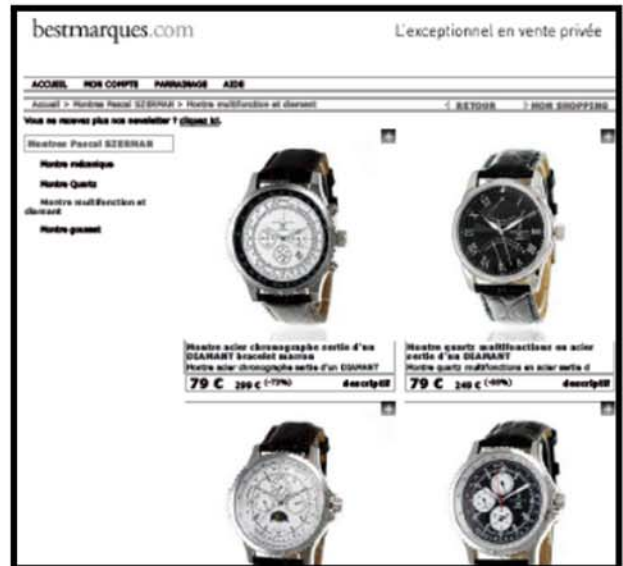 bestmarques.com
L'exceptionnel en vente privée
ACCUEIL MON COMPTE PARRAINAGE AIDE
Accueil > Montres Pascal SZERMAN > Montre multifonction et diamant
< RETOUR > MON SHOPPING
Vous ne recevez plus nos newsletter ? cliquez ici.
Montres Pascal SZERMAN
Montre mécanique
Montre Quartz
Montre multifonction et
diamant
Montre gousset
Montre acier chronographe sertie d'un
DIAMANT bracelet marron
Montre acier chronographe sertie d'un DIAMANT
79 € 299 € (-73%) descriptif
Montre quartz multifonctions en acier
sertie d'un DIAMANT
Montre quartz multifonctions en acier sertie d
79 € 249 € descriptif